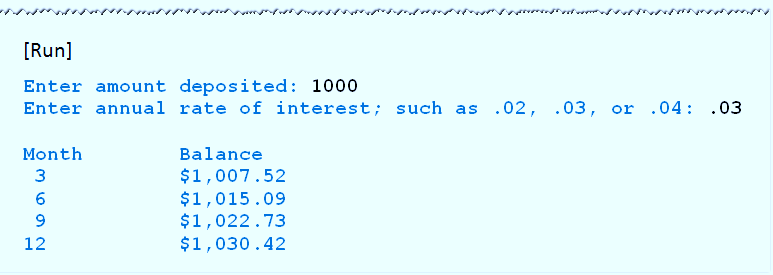 [Run]
Enter amount deposited: 1000
Enter annual rate of interest; such as .02, .03, or .04: .03
Month Balance
3 $1,007.52
6 $1,015.09
9 $1,022.73
12 $1,030.42